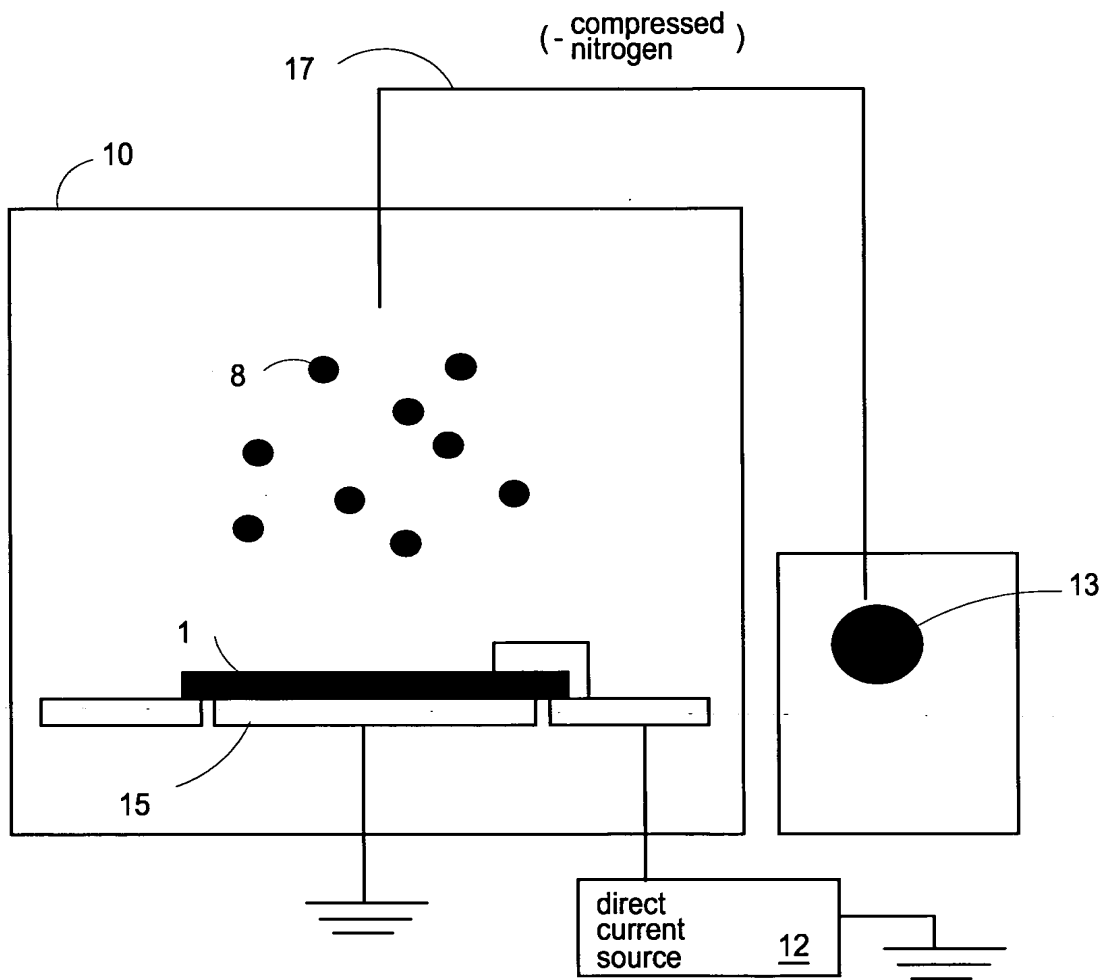 (- compressed
nitrogen )
17
10
8
13
1
15
direct
current
source 12